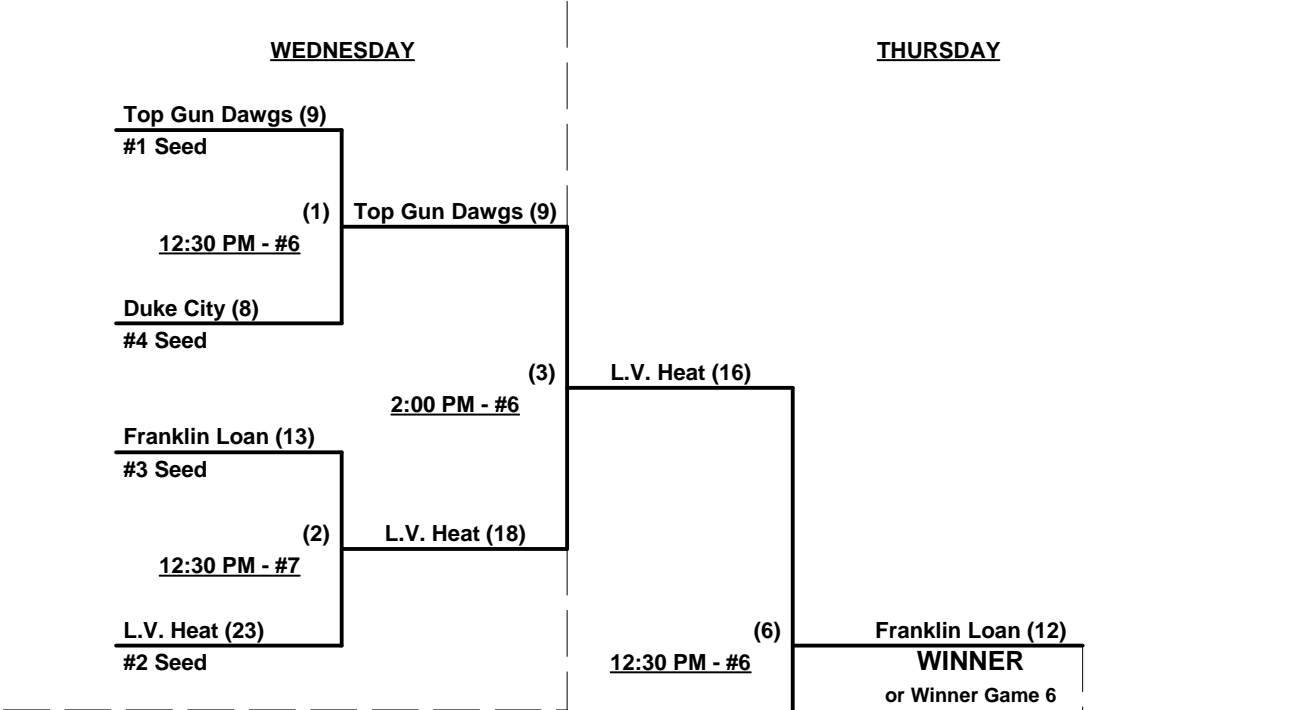 WEDNESDAY
THURSDAY
Top Gun Dawgs (9)
#1 Seed
(1)
Top Gun Dawgs (9)
12:30 PM - #6
Duke City (8)
#4 Seed
(3)
L.V. Heat (16)
2:00 PM - #6
Franklin Loan (13)
#3 Seed
(2)
L.V. Heat (18)
12:30 PM - #7
L.V. Heat (23)
#2 Seed
(6)
Franklin Loan (12)
12:30 PM - #6
WINNER
or Winner Game 6